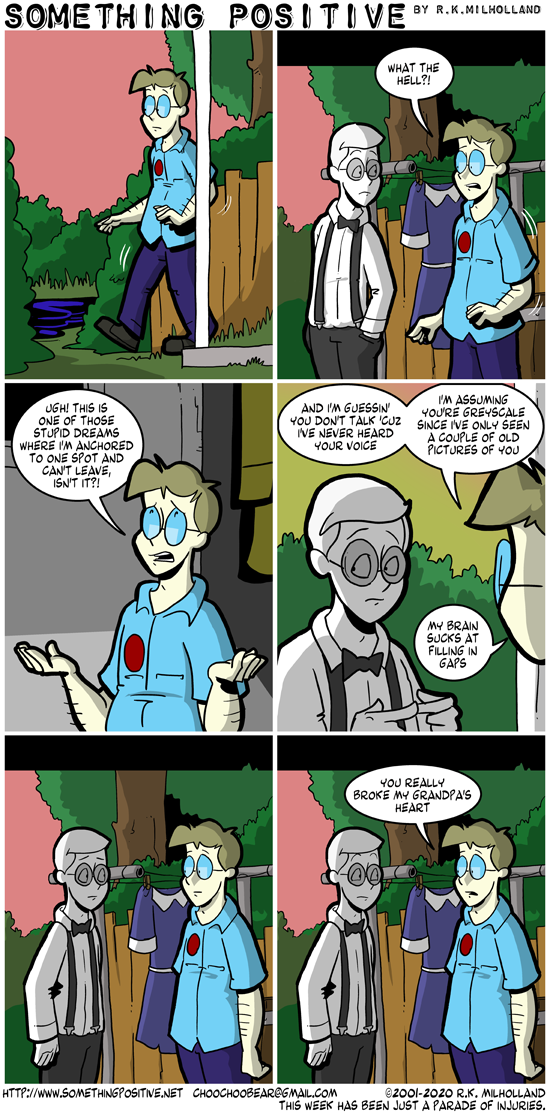 SOMETHING POSITIVE BY R.K.MILHOLLAND
WHAT THE
HELL?!
UGH! THIS IS
ONE OF THOSE
STUPID DREAMS
WHERE I'M ANCHORED
TO ONE SPOT AND
CAN'T LEAVE,
ISN'T IT?!
AND I'M GUESSIN'
YOU DON'T TALK 'CUZ
I'VE NEVER HEARD
YOUR VOICE
I'M ASSUMING
YOU'RE GREYSCALE
SINCE I'VE ONLY SEEN
A COUPLE OF OLD
PICTURES OF YOU
MY BRAIN
SUCKS AT
FILLING IN
GAPS
YOU REALLY
BROKE MY GRANDPA'S
HEART
HTTP://WWW.SOMETHINGPOSITIVE.NET CHOOCHOOBEAR@GMAIL.COM ©2001-2020 R.K. MILHOLLAND
THIS WEEK HAS BEEN JUST A PARADE OF INJURIES.